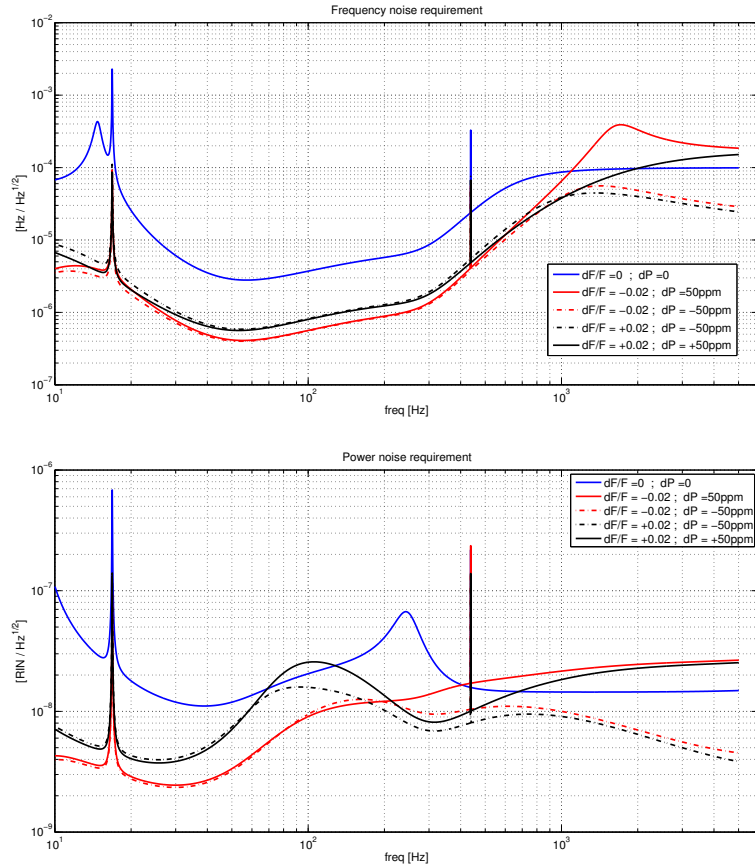 Frequency noise requirement
10^−2
10^−3
10^−4
10^−5
10^−6
10^−7
[Hz / Hz^1/2]
dF/F =0 ; dP =0
dF/F = −0.02 ; dP =50ppm
dF/F = −0.02 ; dP = −50ppm
dF/F = +0.02 ; dP = −50ppm
dF/F = +0.02 ; dP = +50ppm
10^1
10^2
10^3
freq [Hz]
Power noise requirement
10^−6
10^−7
10^−8
10^−9
[RIN / Hz^1/2]
dF/F =0 ; dP =0
dF/F = −0.02 ; dP =50ppm
dF/F = −0.02 ; dP = −50ppm
dF/F = +0.02 ; dP = −50ppm
dF/F = +0.02 ; dP = +50ppm
10^1
10^2
10^3
freq [Hz]